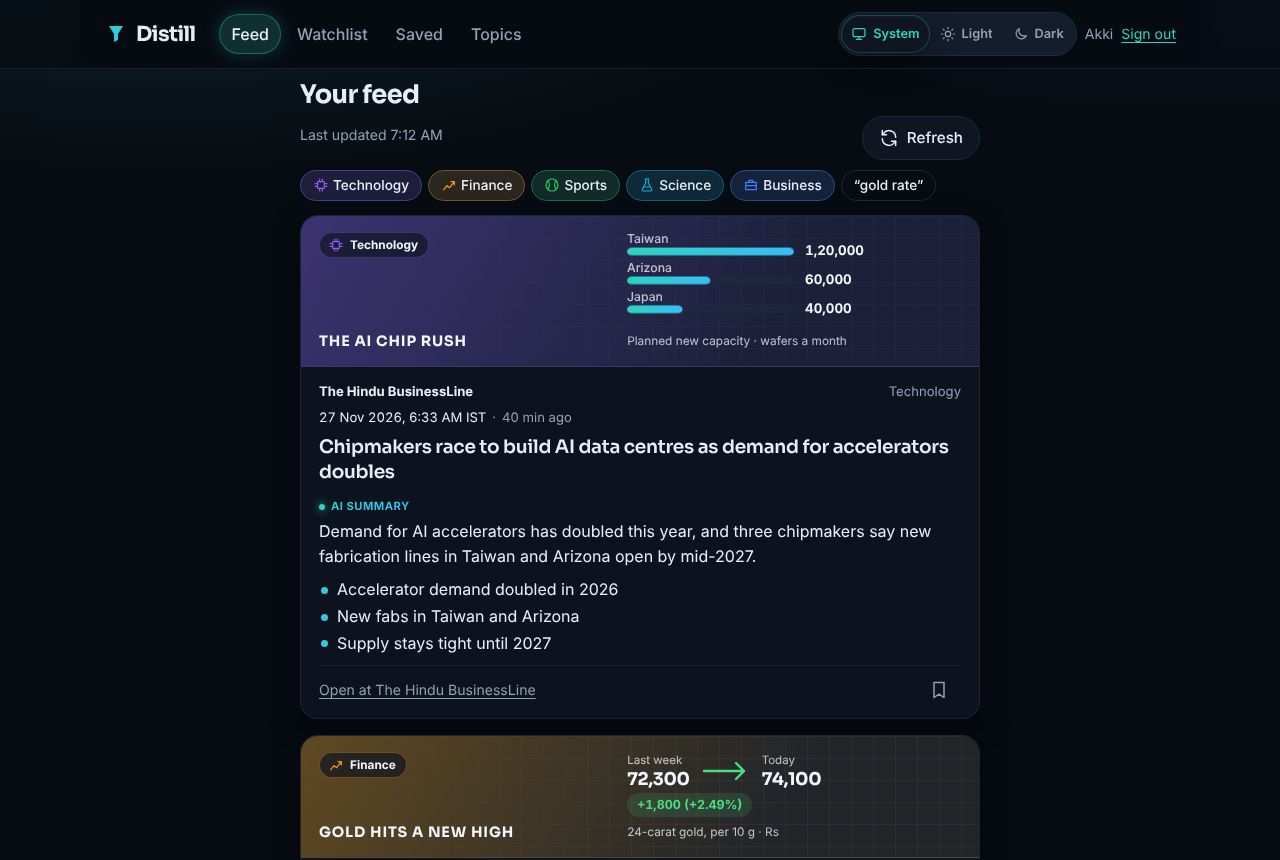 Distill
Feed
Watchlist
Saved
Topics
System
Light
Dark
Akki
Sign out
Your feed
Last updated 7:12 AM
Refresh
Technology
Finance
Sports
Science
Business
“gold rate”
Technology
Taiwan
1,20,000
Arizona
60,000
Japan
40,000
THE AI CHIP RUSH
Planned new capacity · wafers a month
The Hindu BusinessLine
Technology
27 Nov 2026, 6:33 AM IST · 40 min ago
Chipmakers race to build AI data centres as demand for accelerators
doubles
AI SUMMARY
Demand for AI accelerators has doubled this year, and three chipmakers say new
fabrication lines in Taiwan and Arizona open by mid-2027.
Accelerator demand doubled in 2026
New fabs in Taiwan and Arizona
Supply stays tight until 2027
Open at The Hindu BusinessLine
Finance
Last week
72,300
Today
74,100
+1,800 (+2.49%)
GOLD HITS A NEW HIGH
24-carat gold, per 10 g · Rs